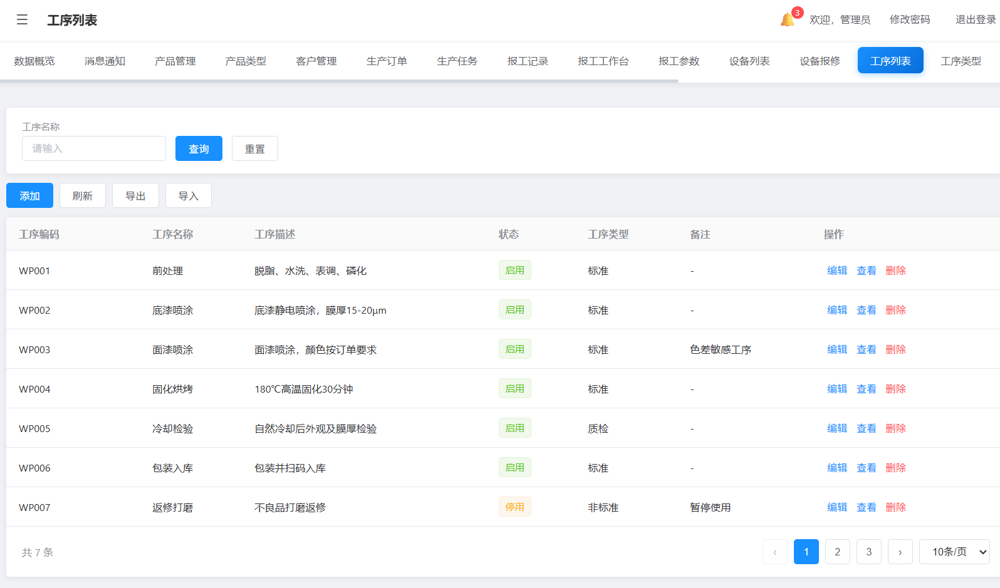 ☰ 工序列表 3 欢迎，管理员 修改密码 退出登录
数据概览 消息通知 产品管理 产品类型 客户管理 生产订单 生产任务 报工记录 报工工作台 报工参数 设备列表 设备报修 工序列表 工序类型
工序名称
请输入 查询 重置
添加 刷新 导出 导入
工序编码 工序名称 工序描述 状态 工序类型 备注 操作
WP001 前处理 脱脂、水洗、表调、磷化 启用 标准 - 编辑 查看 删除
WP002 底漆喷涂 底漆静电喷涂，膜厚15-20μm 启用 标准 - 编辑 查看 删除
WP003 面漆喷涂 面漆喷涂，颜色按订单要求 启用 标准 色差敏感工序 编辑 查看 删除
WP004 固化烘烤 180℃高温固化30分钟 启用 标准 - 编辑 查看 删除
WP005 冷却检验 自然冷却后外观及膜厚检验 启用 质检 - 编辑 查看 删除
WP006 包装入库 包装并扫码入库 启用 标准 - 编辑 查看 删除
WP007 返修打磨 不良品打磨返修 停用 非标准 暂停使用 编辑 查看 删除
共 7 条 ‹ 1 2 3 › 10条/页